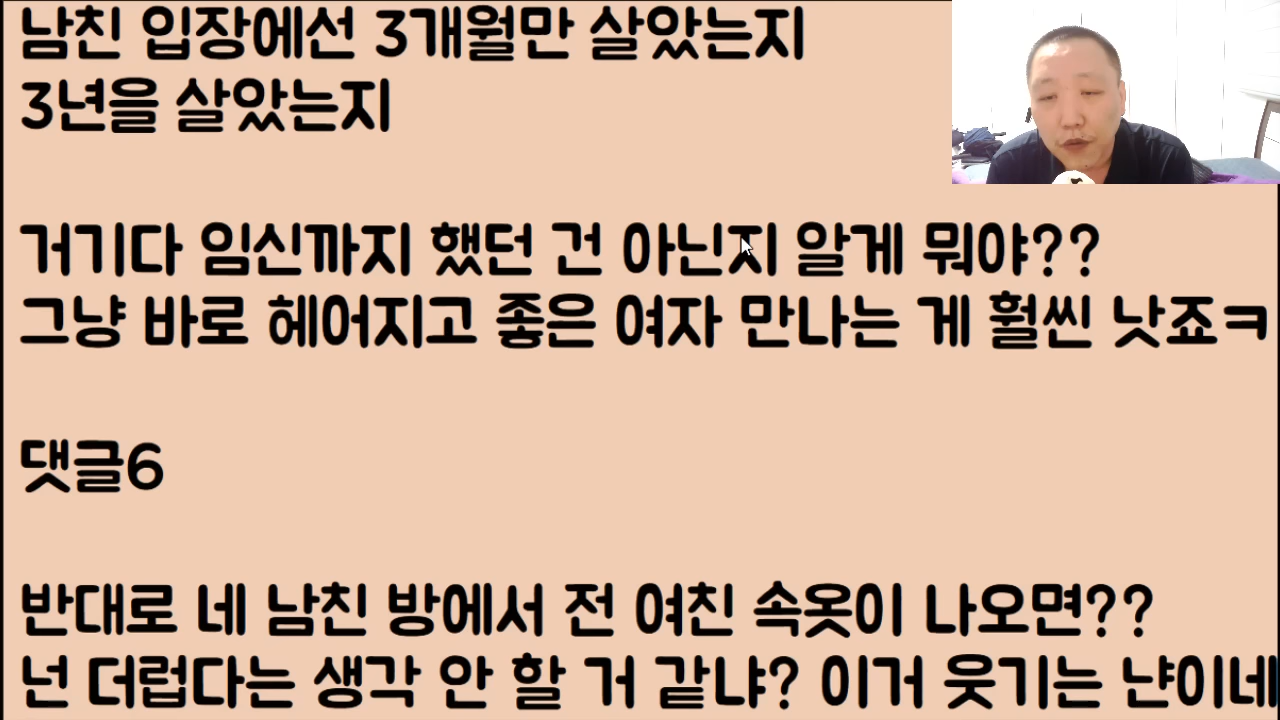 남친 입장에선 3개월만 살았는지
3년을 살았는지
거기다 임신까지 했던 건 아닌지 알게 뭐야??
그냥 바로 헤어지고 좋은 여자 만나는 게 훨씬 낫죠ㅋ
댓글6
반대로 네 남친 방에서 전 여친 속옷이 나오면??
넌 더럽다는 생각 안 할 거 같냐? 이거 웃기는 냔이네